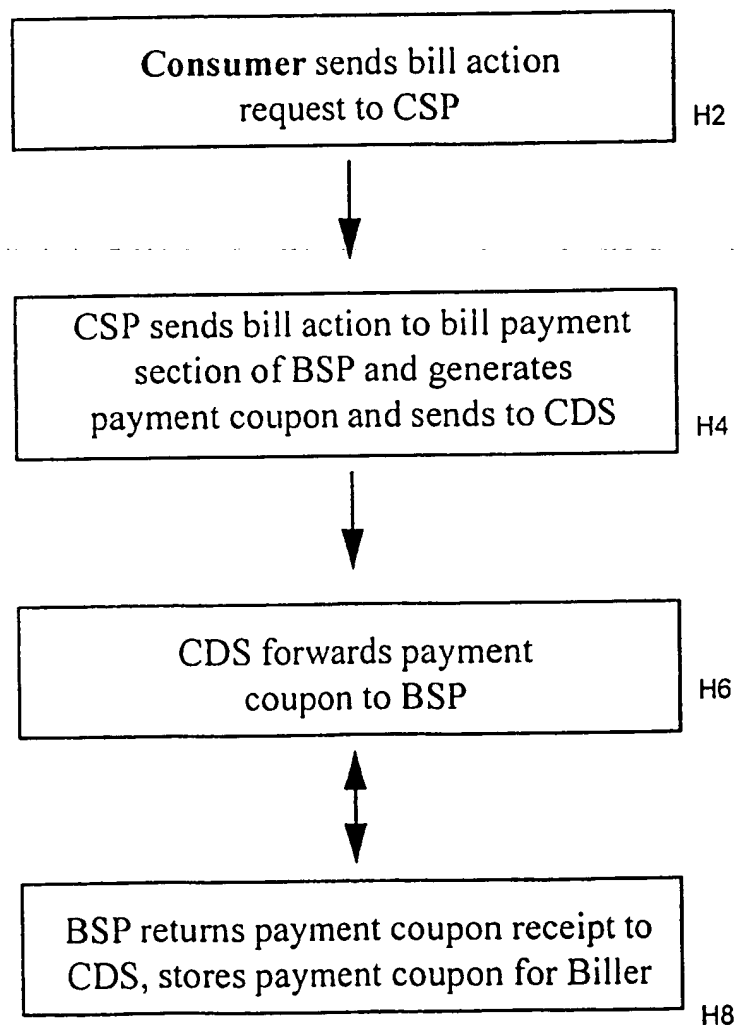 Consumer sends bill action
request to CSP
H2
CSP sends bill action to bill payment
section of BSP and generates
payment coupon and sends to CDS
H4
CDS forwards payment
coupon to BSP
H6
BSP returns payment coupon receipt to
CDS, stores payment coupon for Biller
H8